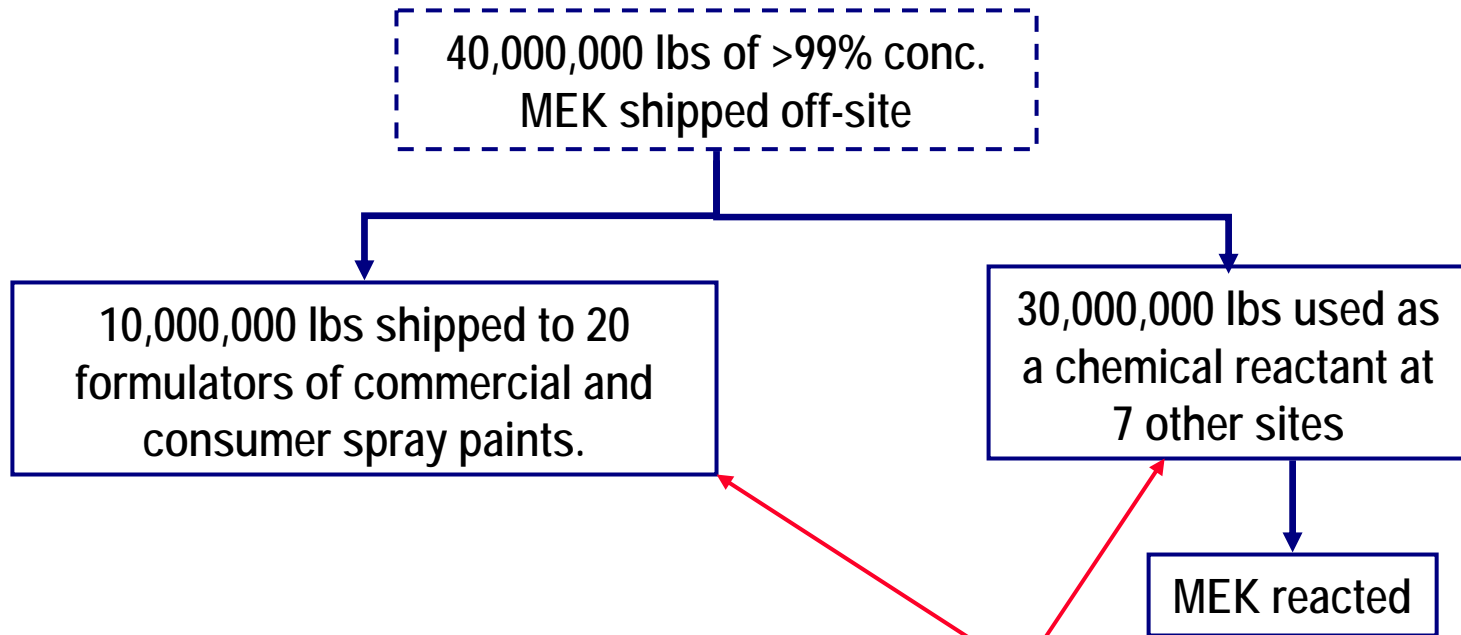 40,000,000 lbs of >99% conc.
MEK shipped off-site
10,000,000 lbs shipped to 20
formulators of commercial and
consumer spray paints.
30,000,000 lbs used as
a chemical reactant at
7 other sites
MEK reacted